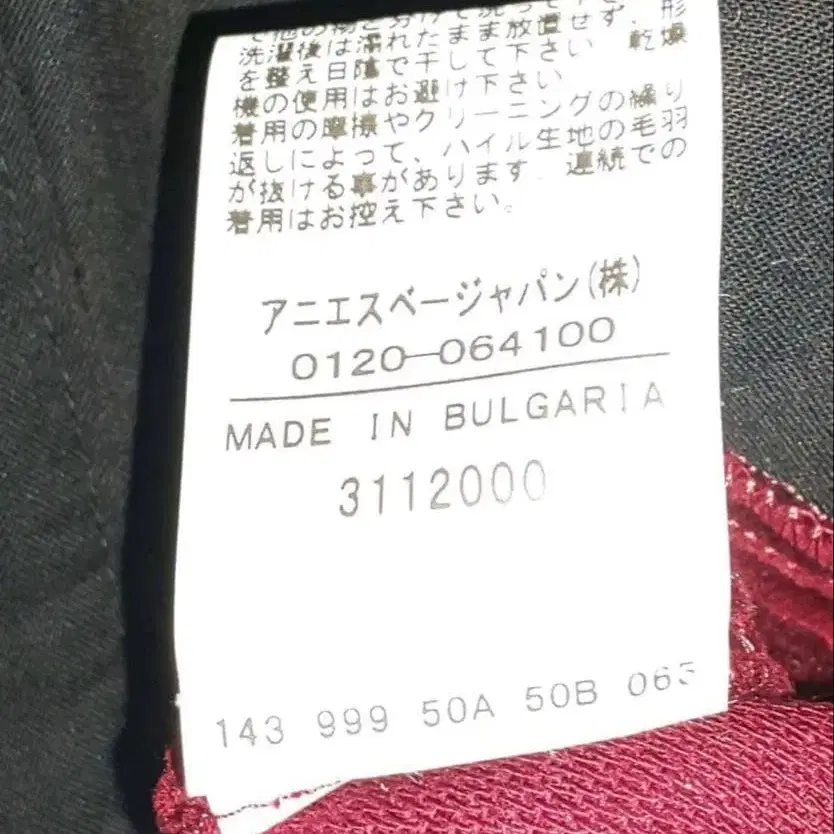 洗濯後は濡れたまま放置せず、形
を整え日陰で干して下さい 乾燥
機の使用はお避け下さい
着用の摩擦やクリーニングの繰り
返しによって、ハイル生地の毛羽
が抜ける事があります 連続での
着用はお控え下さい。
アニエスベージャパン(株)
0120-064100
MADE IN BULGARIA
3112000
143 999 50A 50B 065